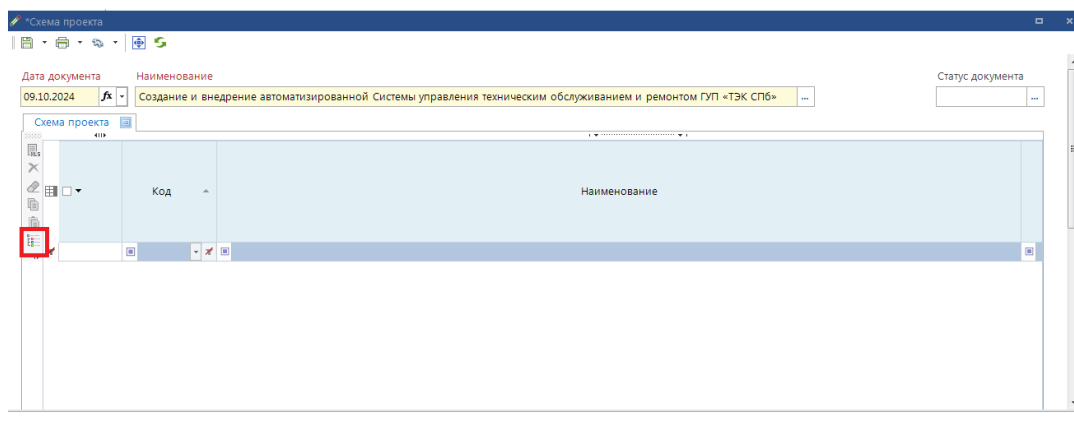 *Схема проекта
Дата документа Наименование Статус документа
09.10.2024 fx Создание и внедрение автоматизированной Системы управления техническим обслуживанием и ремонтом ГУП «ТЭК СПб» ... ...
Схема проекта
Код Наименование